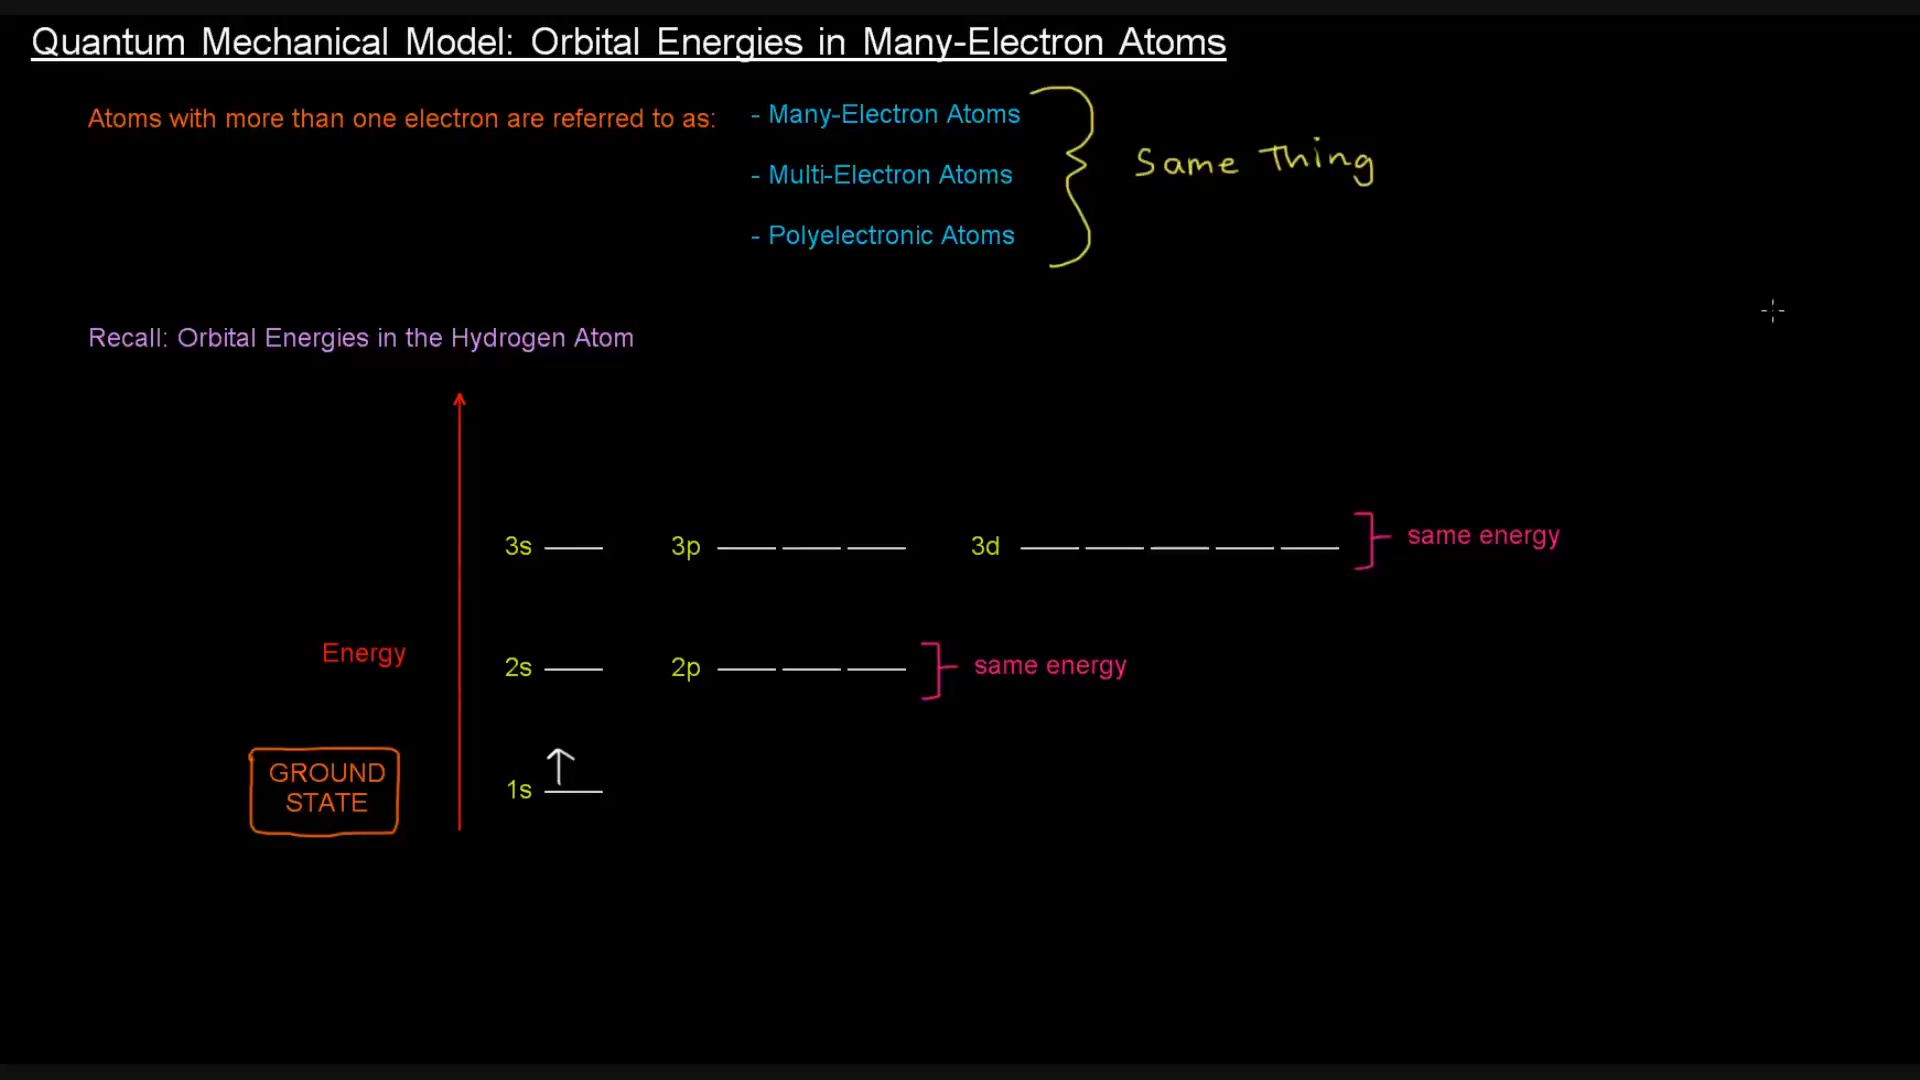 Quantum Mechanical Model: Orbital Energies in Many-Electron Atoms
Atoms with more than one electron are referred to as:
- Many-Electron Atoms
- Multi-Electron Atoms
- Polyelectronic Atoms
Same Thing
Recall: Orbital Energies in the Hydrogen Atom
3s 3p 3d same energy
Energy
2s 2p same energy
GROUND
STATE
1s